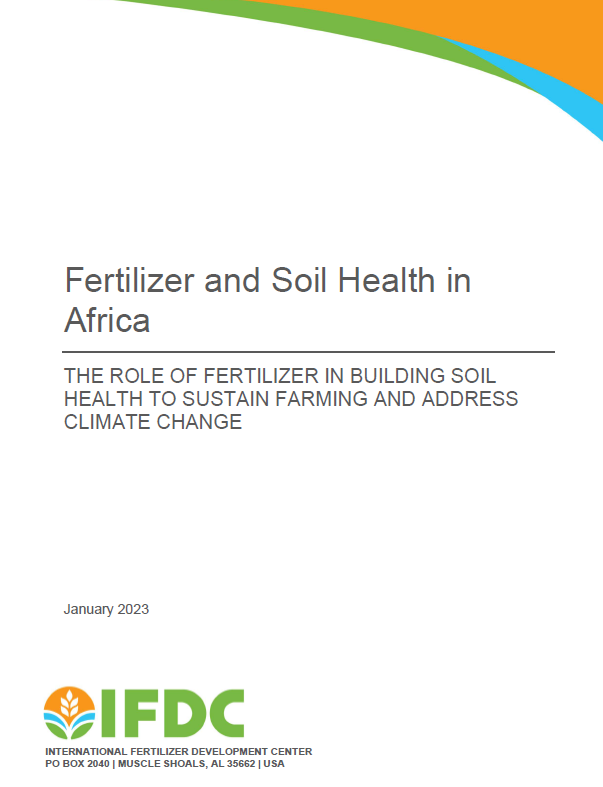 Fertilizer and Soil Health in
Africa
THE ROLE OF FERTILIZER IN BUILDING SOIL
HEALTH TO SUSTAIN FARMING AND ADDRESS
CLIMATE CHANGE
January 2023
IFDC
INTERNATIONAL FERTILIZER DEVELOPMENT CENTER
PO BOX 2040 | MUSCLE SHOALS, AL 35662 | USA